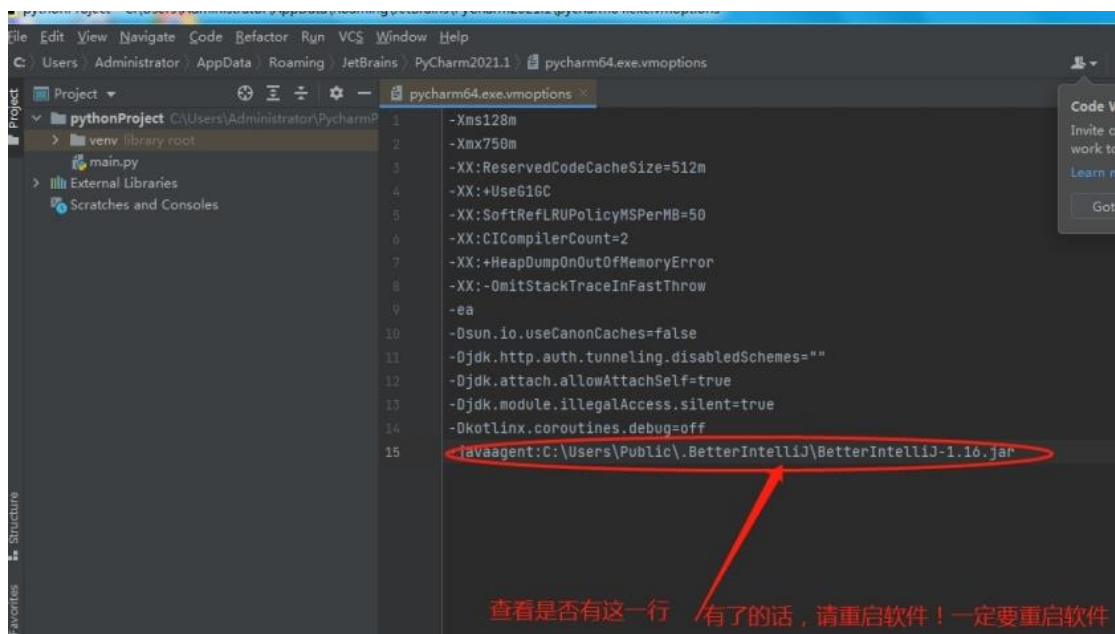 File Edit View Navigate Code Refactor Run VCS Window Help
C: Users Administrator AppData Roaming JetBrains PyCharm2021.1 pycharm64.exe.vmoptions
Project
Project
pycharm64.exe.vmoptions
pythonProject C:\Users\Administrator\PycharmP
venv library root
main.py
External Libraries
Scratches and Consoles
1 -Xms128m
2 -Xmx750m
3 -XX:ReservedCodeCacheSize=512m
4 -XX:+UseG1GC
5 -XX:SoftRefLRUPolicyMSPerMB=50
6 -XX:CICompilerCount=2
7 -XX:+HeapDumpOnOutOfMemoryError
8 -XX:-OmitStackTraceInFastThrow
9 -ea
10 -Dsun.io.useCanonCaches=false
11 -Djdk.http.auth.tunneling.disabledSchemes=""
12 -Djdk.attach.allowAttachSelf=true
13 -Djdk.module.illegalAccess.silent=true
14 -Dkotlinx.coroutines.debug=off
15 -javaagent:C:\Users\Public\.BetterIntelliJ\BetterIntelliJ-1.16.jar
Code
Invite
work to
Learn
Got
Structure
Favorites
查看是否有这一行 有了的话，请重启软件！一定要重启软件